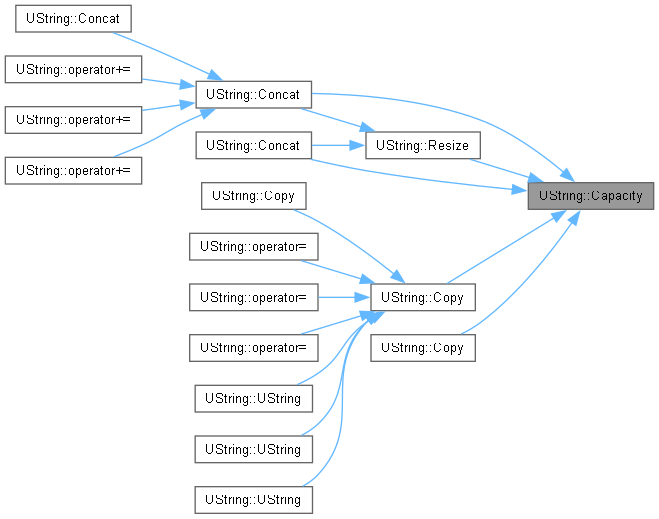 UString::Concat
UString::operator+=
UString::operator+=
UString::operator+=
UString::Concat
UString::Concat
UString::Resize
UString::Capacity
UString::Copy
UString::operator=
UString::operator=
UString::operator=
UString::Copy
UString::Copy
UString::UString
UString::UString
UString::UString